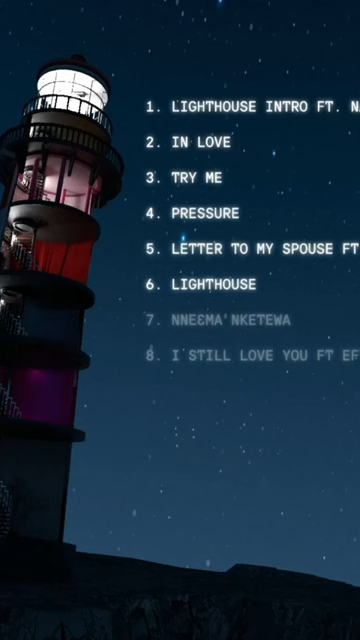 1. LIGHTHOUSE INTRO FT.
2. IN LOVE
3. TRY ME
4. PRESSURE
5. LETTER TO MY SPOUSE FT
6. LIGHTHOUSE
7. NNEƐMA'NKETEWA
8. I STILL LOVE YOU FT